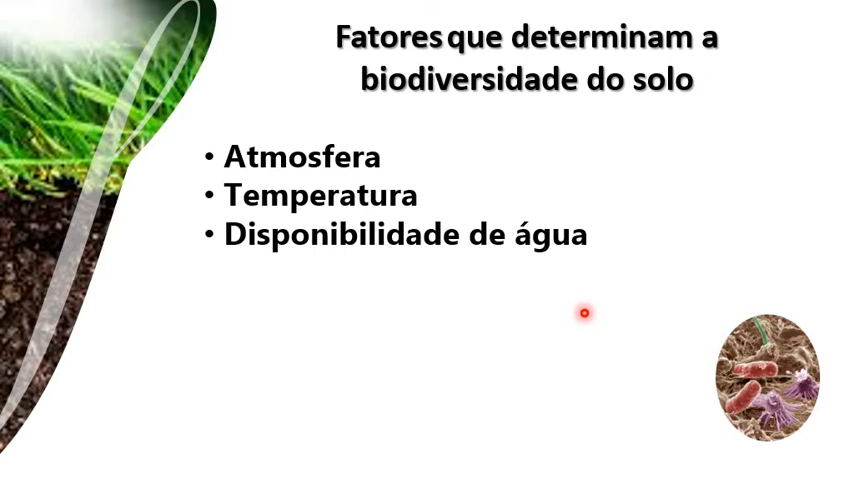 Fatores que determinam a
biodiversidade do solo
• Atmosfera
• Temperatura
• Disponibilidade de água